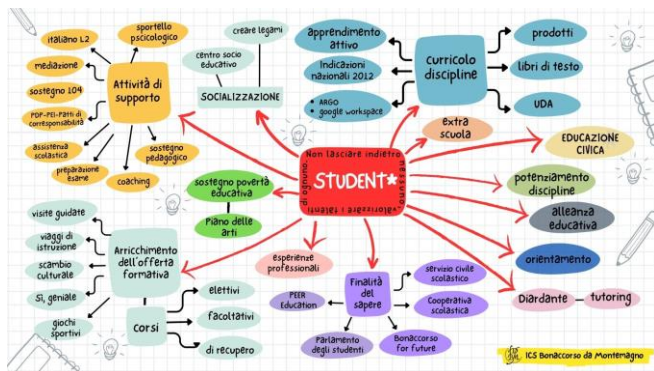 italiano L2
sportello
pscicologico
mediazione
sostegno 104
PDP-PEI-Patti di
corresponsabilità
Attività di
supporto
assistenza
scolastica
preparazione
esame
coaching
sostegno
pedagogico
creare legami
centro socio
educativo
SOCIALIZZAZIONE
apprendimento
attivo
Indicazioni
nazionali 2012
• ARGO
• google workspace
curricolo
discipline
prodotti
libri di testo
UDA
extra
scuola
EDUCAZIONE
CIVICA
potenziamento
discipline
alleanza
educativa
orientamento
Diardante
tutoring
Non lasciare indietro
nessuno,
valorizzare i talenti
di ognuno.
STUDENT*
sostegno povertà
educativa
Piano delle
arti
esperienze
professionali
visite guidate
viaggi di
istruzione
scambio
culturale
Sì, geniale
giochi
sportivi
Arricchimento
dell'offerta
formativa
corsi
elettivi
facoltativi
di recupero
Finalità
del
sapere
servizio civile
scolastico
PEER
Education
Cooperativa
scolastica
Parlamento
degli studenti
Bonaccorso
for future
ICS Bonaccorso da Montemagno